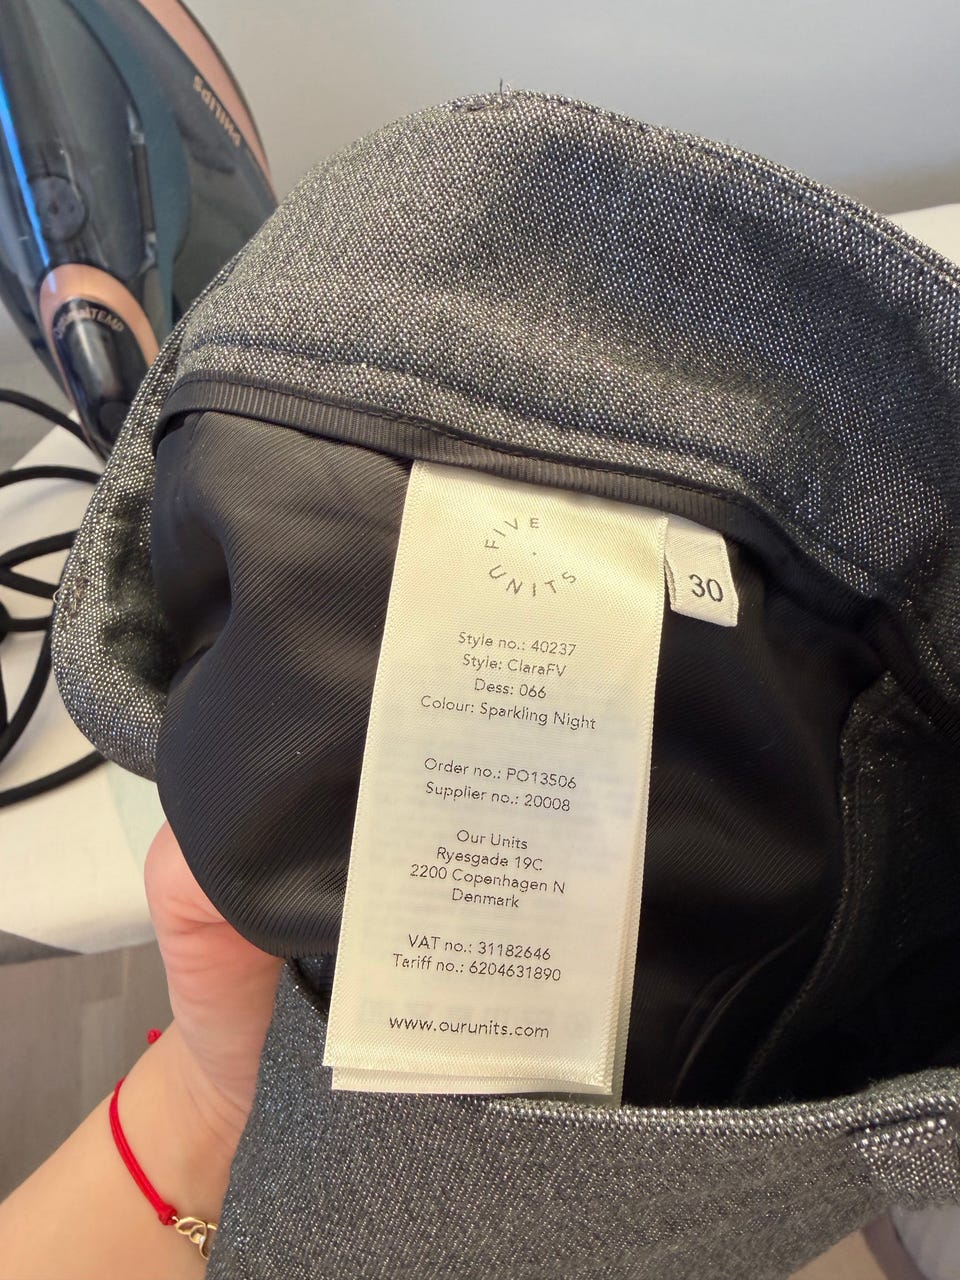 PHILIPS
OptimalTEMP
FIVE
UNITS
30
Style no.: 40237
Style: ClaraFV
Dess: 066
Colour: Sparkling Night
Order no.: PO13506
Supplier no.: 20008
Our Units
Ryesgade 19C
2200 Copenhagen N
Denmark
VAT no.: 31182646
Tariff no.: 6204631890
www.ourunits.com